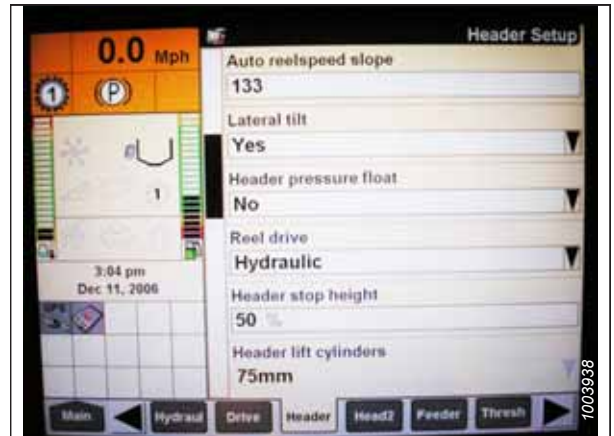 0.0 Mph
Header Setup
1
(P)
1
3:04 pm
Dec 11, 2006
Auto reelspeed slope
133
Lateral tilt
Yes
Header pressure float
No
Reel drive
Hydraulic
Header stop height
50 %
Header lift cylinders
75mm
Main
Hydraul
Drive
Header
Head2
Feeder
Thresh
1003938